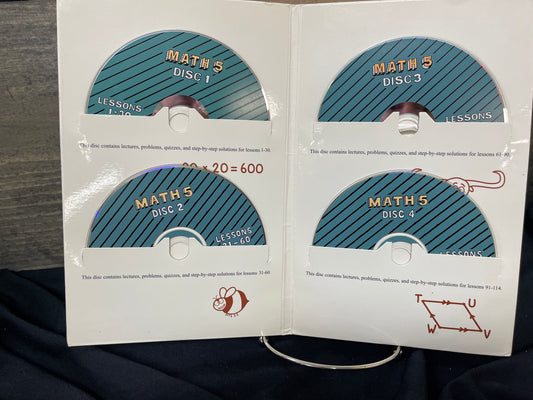 MATH 5
DISC 1
LESSONS
1-30
This disc contains lectures, problems, quizzes, and step-by-step solutions for lessons 1-30.
× 20 = 600
MATH 5
DISC 2
LESSONS
31-60
This disc contains lectures, problems, quizzes, and step-by-step solutions for lessons 31-60.
MATH 5
DISC 3
LESSONS
This disc contains lectures, problems, quizzes, and step-by-step solutions for lessons 61-90.
MATH 5
DISC 4
LESSONS
This disc contains lectures, problems, quizzes, and step-by-step solutions for lessons 91-114.
T U
W V